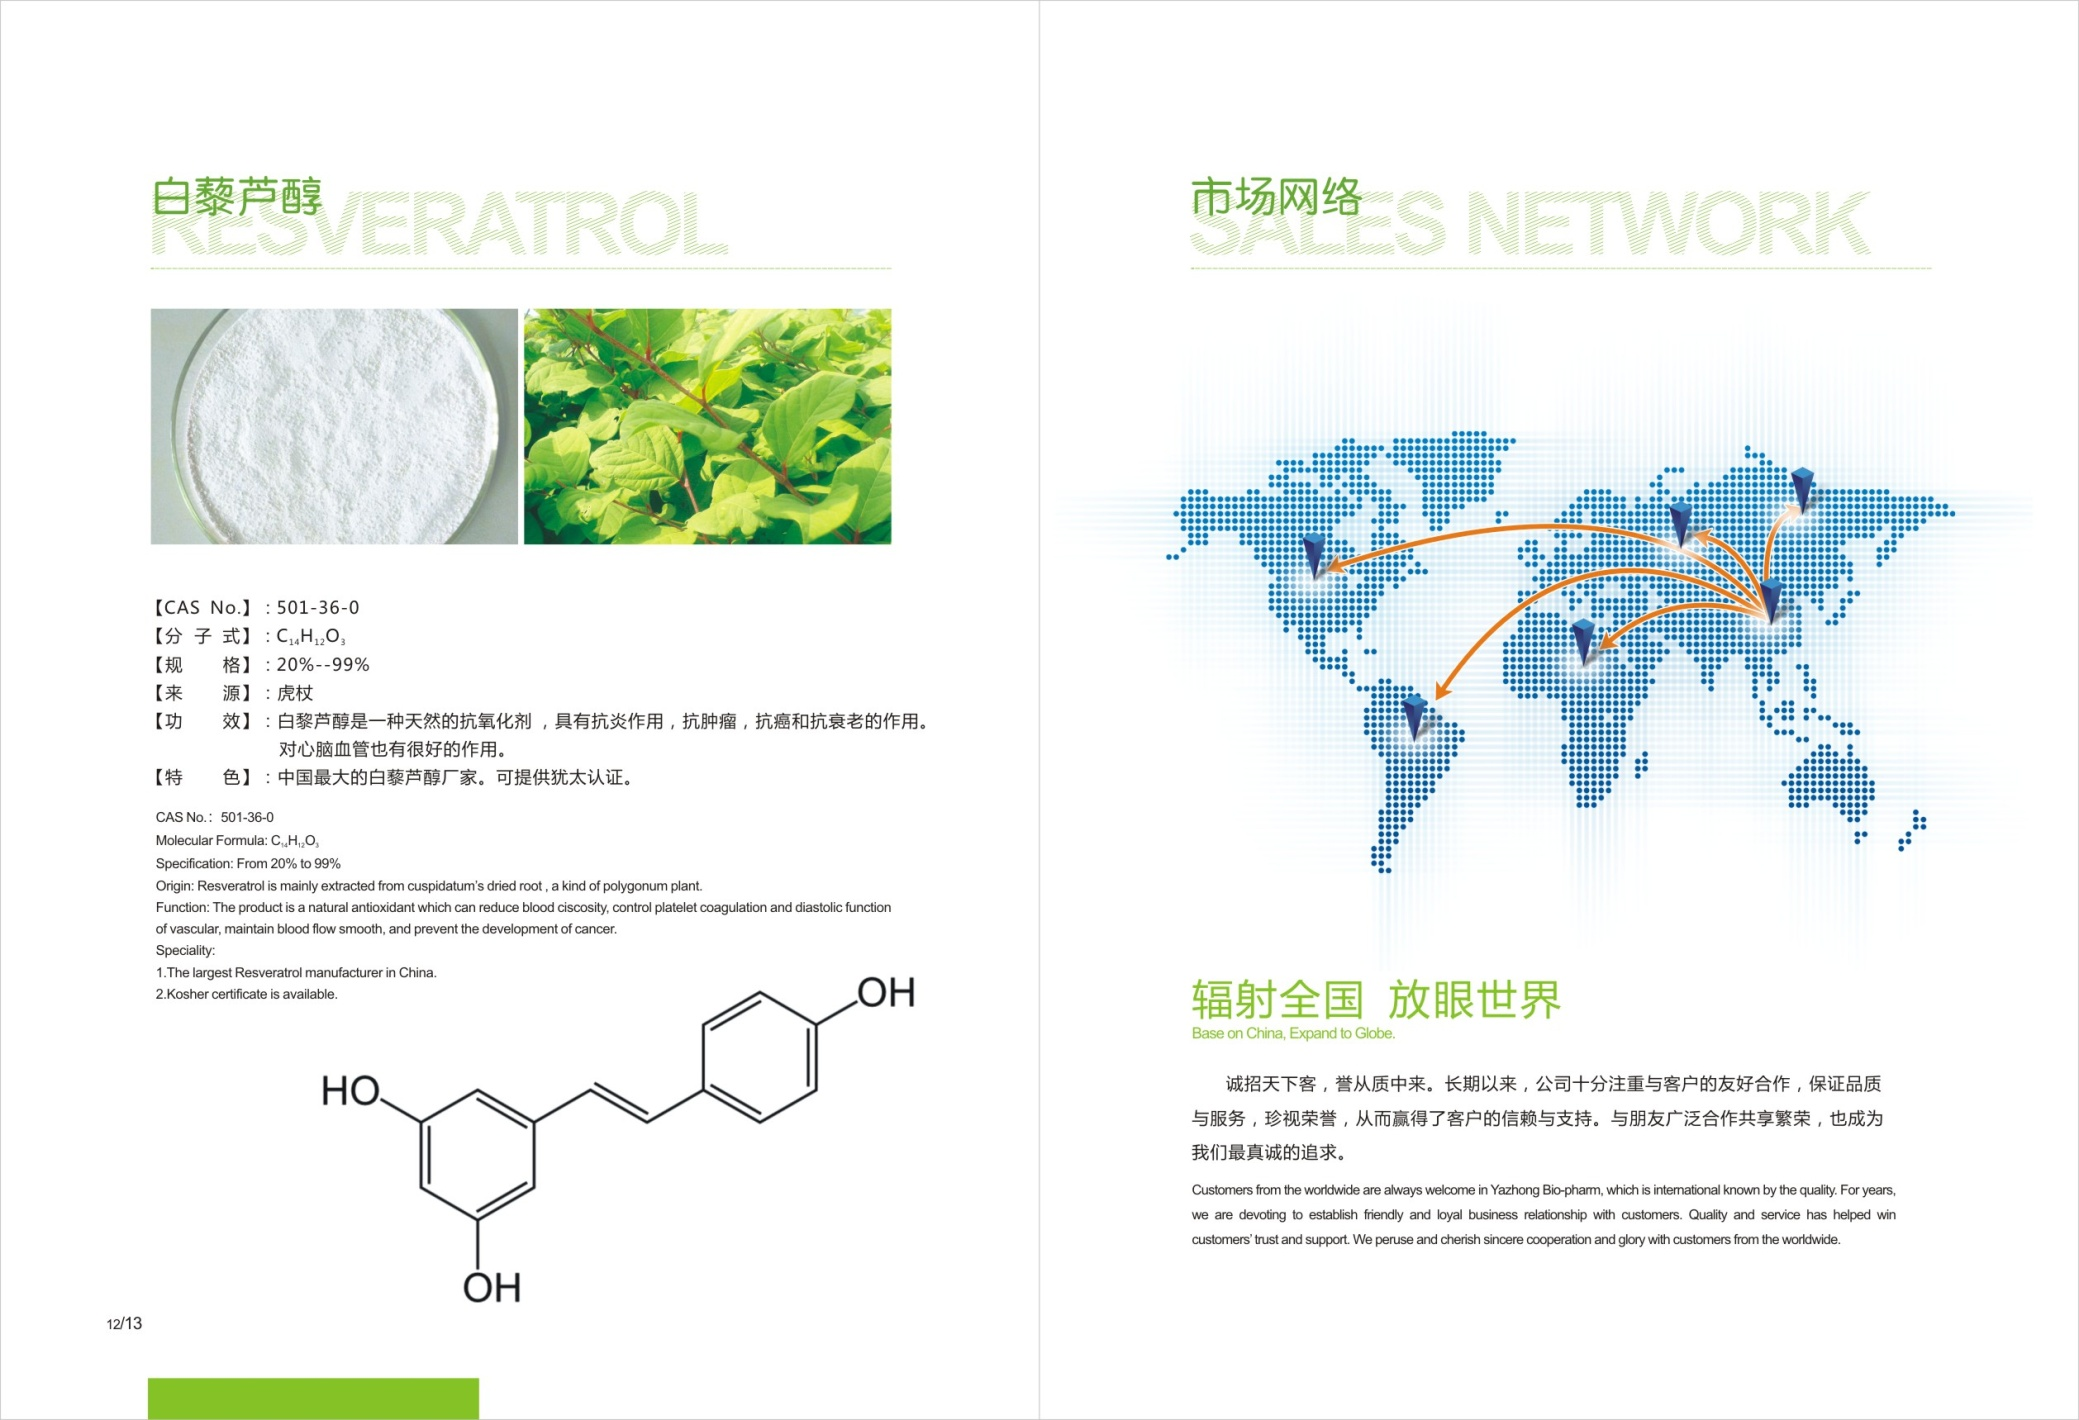 白藜芦醇
RESVERATROL
【CAS No.】：501-36-0
【分 子 式】：C₁₄H₁₂O₃
【规 格】：20%--99%
【来 源】：虎杖
【功 效】：白黎芦醇是一种天然的抗氧化剂，具有抗炎作用，抗肿瘤，抗癌和抗衰老的作用。
对心脑血管也有很好的作用。
【特 色】：中国最大的白藜芦醇厂家。可提供犹太认证。
CAS No.：501-36-0
Molecular Formula: C₁₄H₁₂O₃
Specification: From 20% to 99%
Origin: Resveratrol is mainly extracted from cuspidatum's dried root , a kind of polygonum plant.
Function: The product is a natural antioxidant which can reduce blood ciscosity, control platelet coagulation and diastolic function
of vascular, maintain blood flow smooth, and prevent the development of cancer.
Speciality:
1.The largest Resveratrol manufacturer in China.
2.Kosher certificate is available.
OH
HO
OH
12/13
市场网络
SALES NETWORK
辐射全国 放眼世界
Base on China, Expand to Globe.
诚招天下客，誉从质中来。长期以来，公司十分注重与客户的友好合作，保证品质
与服务，珍视荣誉，从而赢得了客户的信赖与支持。与朋友广泛合作共享繁荣，也成为
我们最真诚的追求。
Customers from the worldwide are always welcome in Yazhong Bio-pharm, which is international known by the quality. For years,
we are devoting to establish friendly and loyal business relationship with customers. Quality and service has helped win
customers' trust and support. We peruse and cherish sincere cooperation and glory with customers from the worldwide.